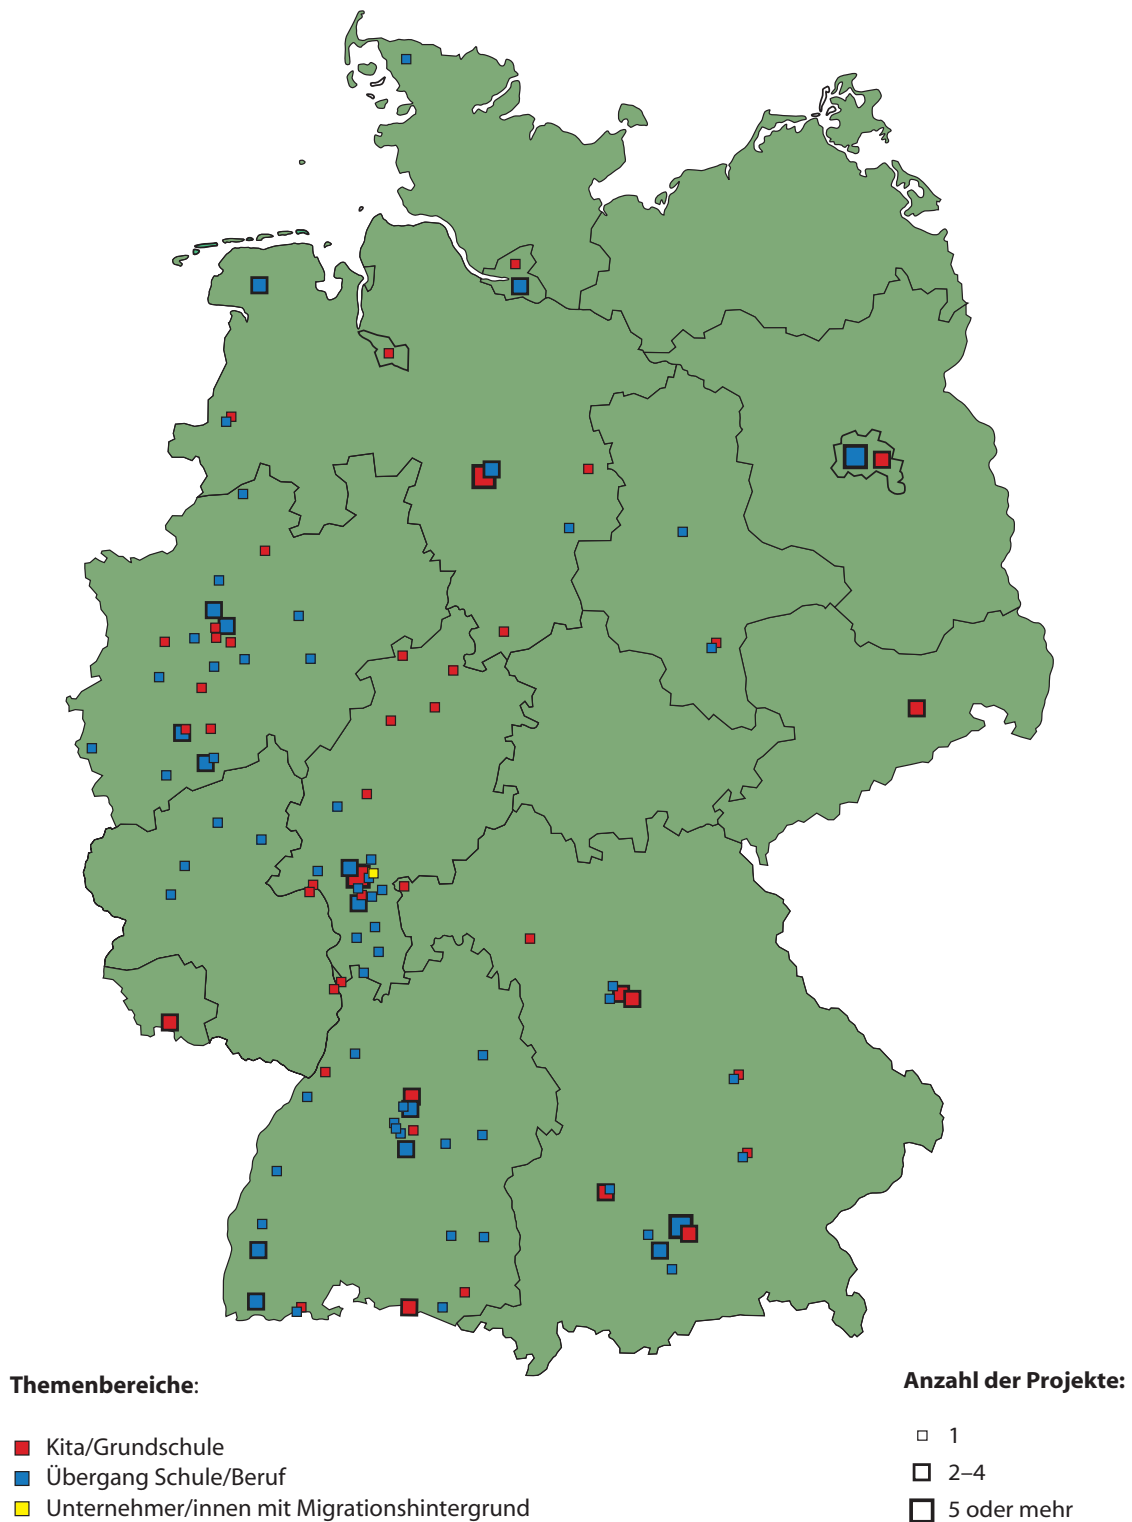 Themenbereiche:
Kita/Grundschule
Übergang Schule/Beruf
Unternehmer/innen mit Migrationshintergrund
Anzahl der Projekte:
1
2–4
5 oder mehr